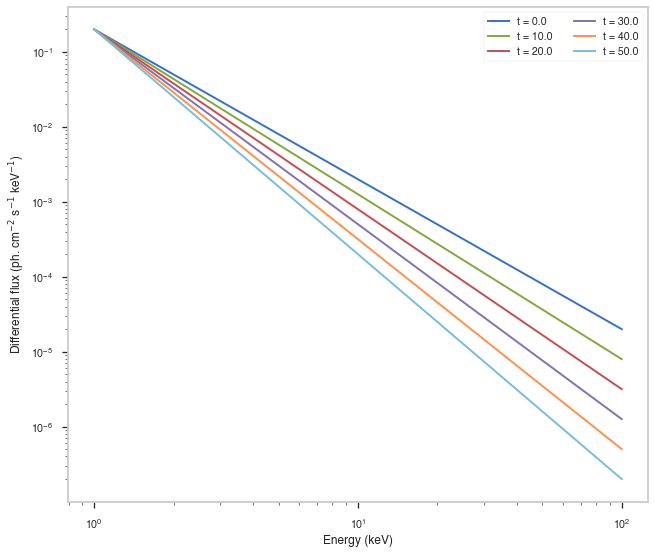 t = 0.0
t = 10.0
t = 20.0
t = 30.0
t = 40.0
t = 50.0
Differential flux (ph. cm⁻² s⁻¹ keV⁻¹)
10⁻¹
10⁻²
10⁻³
10⁻⁴
10⁻⁵
10⁻⁶
10⁰ 10¹ 10²
Energy (keV)